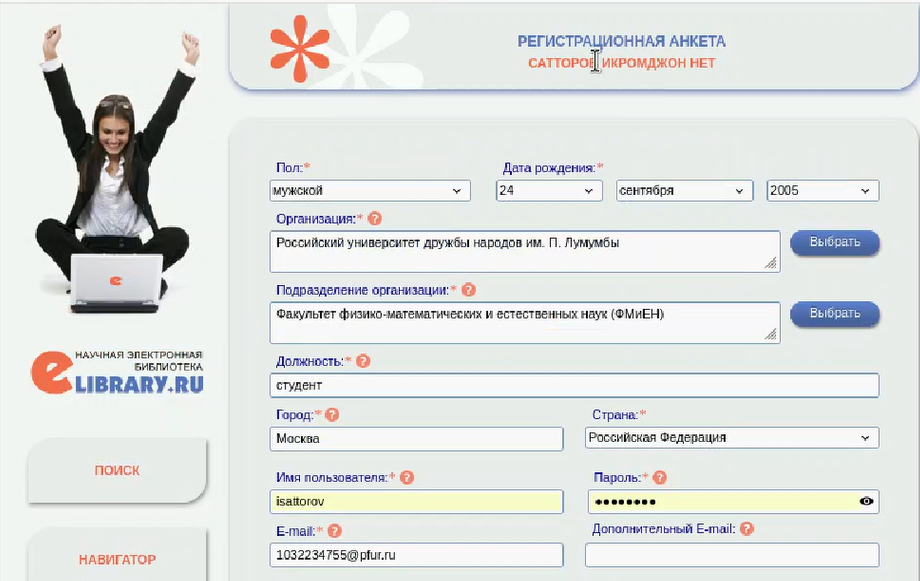 РЕГИСТРАЦИОННАЯ АНКЕТА
САТТОРОВ ИКРОМДЖОН НЕТ
Пол:* Дата рождения:*
мужской 24 сентября 2005
Организация:* ?
Российский университет дружбы народов им. П. Лумумбы
Выбрать
Подразделение организации:* ?
Факультет физико-математических и естественных наук (ФМиЕН)
Выбрать
Должность:* ?
студент
Город:* ? Страна:*
Москва Российская Федерация
Имя пользователя:* ? Пароль:* ?
isattorov ••••••••
E-mail:* ? Дополнительный E-mail: ?
1032234755@pfur.ru
НАУЧНАЯ ЭЛЕКТРОННАЯ
БИБЛИОТЕКА
eLIBRARY.RU
ПОИСК
НАВИГАТОР